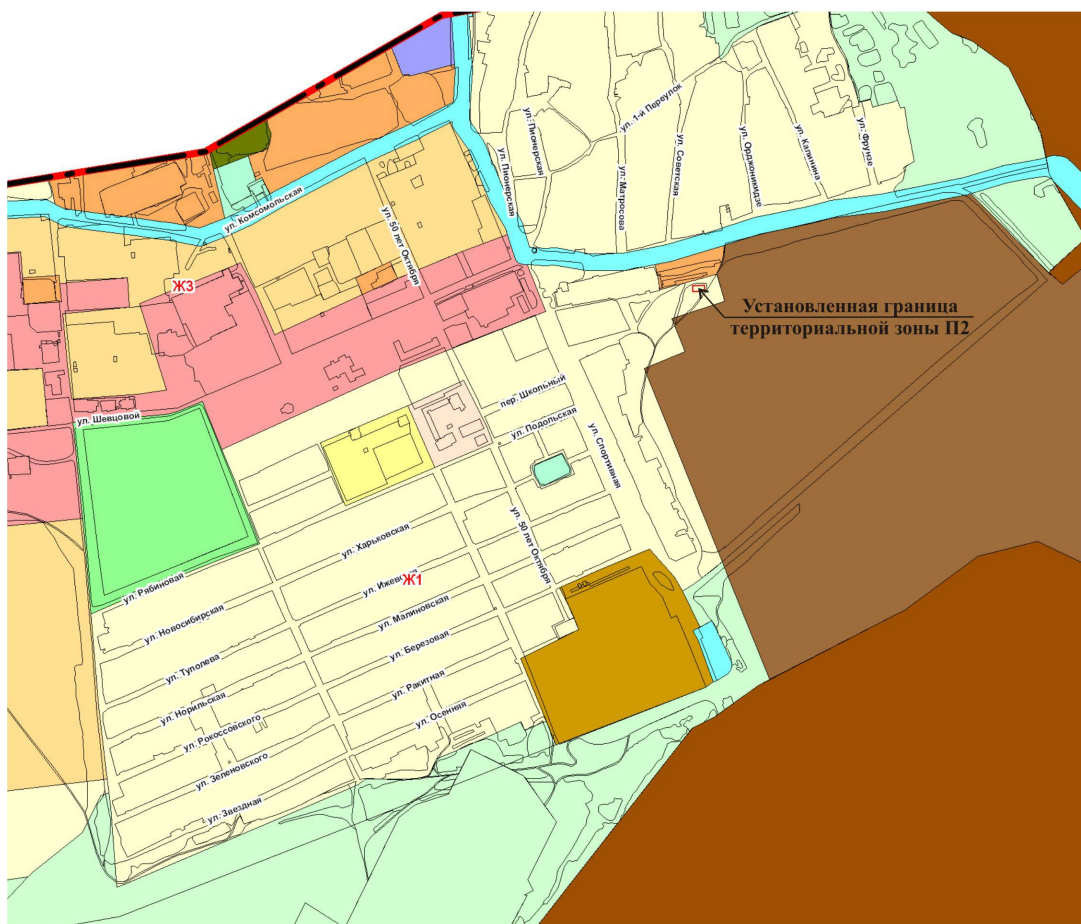 ул. 1-й Переулок
ул. Пионерская
ул. Пионерская
ул. Матросова
ул. Советская
ул. Орджоникидзе
ул. Калинина
ул. Фрунзе
ул. Комсомольская
ул. 50 лет Октября
Ж3
Установленная граница
территориальной зоны П2
ул. Шевцовой
пер. Школьный
ул. Подольская
ул. Спортивная
ул. 50 лет Октября
ул. Харьковская
Ж1
ул. Рябиновая
ул. Новосибирская
ул. Малиновская
ул. Туполева
ул. Березовая
ул. Норильская
ул. Ракитная
ул. Рокоссовского
ул. Осенняя
ул. Зеленовского
ул. Звездная